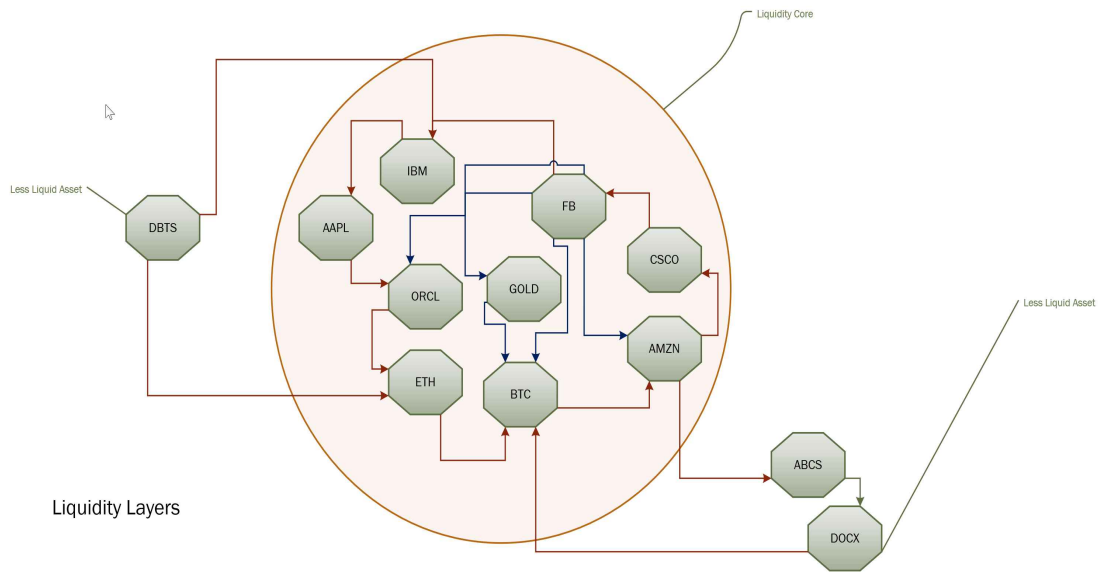 Liquidity Core
IBM
Less Liquid Asset
DBTS
AAPL
FB
CSCO
ORCL
GOLD
Less Liquid Asset
AMZN
ETH
BTC
ABCS
Liquidity Layers
DOCX